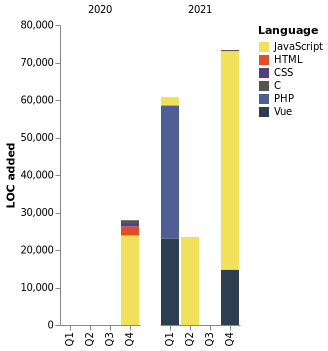 2020
2021
LOC added
80,000
70,000
60,000
50,000
40,000
30,000
20,000
10,000
0
Q1 Q2 Q3 Q4
Q1 Q2 Q3 Q4
Language
JavaScript
HTML
CSS
C
PHP
Vue